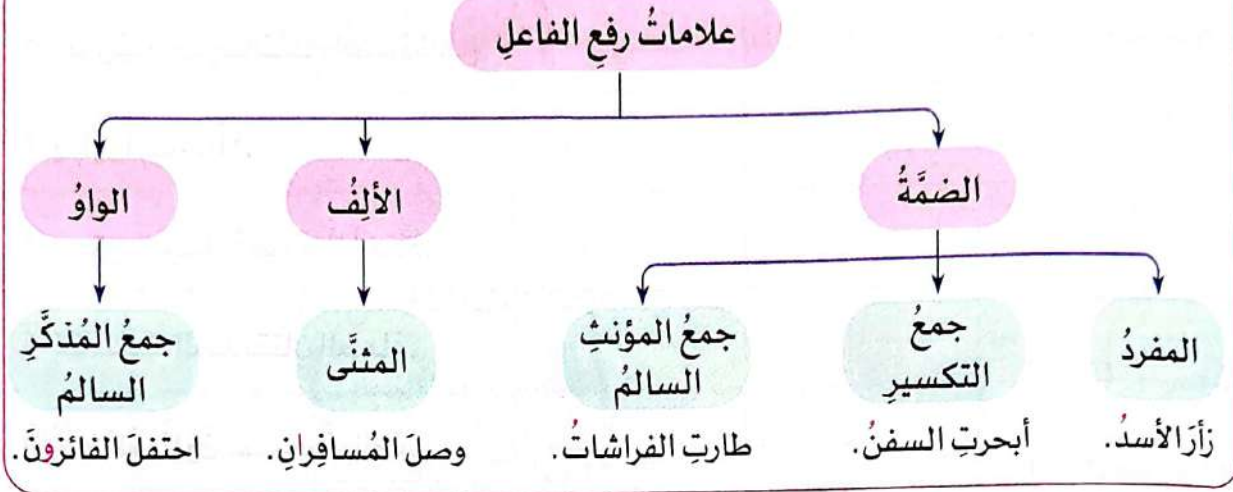 علاماتُ رفعِ الفاعلِ
الضمَّةُ
الألِفُ
الواوُ
المفردُ
جمعُ
التكسيرِ
جمعُ المؤنثِ
السالمُ
المثنَّى
جمعُ المُذكَّرِ
السالمُ
زأرَ الأسدُ.
أبحرتِ السفنُ.
طارتِ الفراشاتُ.
وصلَ المُسافِرانِ.
احتفلَ الفائزونَ.